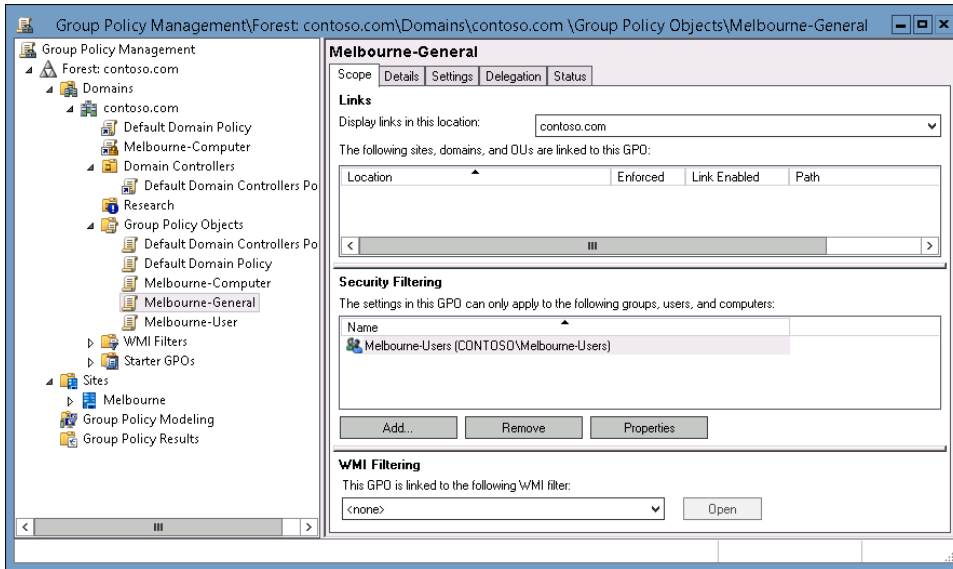 Group Policy Management\Forest: contoso.com\Domains\contoso.com \Group Policy Objects\Melbourne-General
Group Policy Management
Forest: contoso.com
Domains
contoso.com
Default Domain Policy
Melbourne-Computer
Domain Controllers
Default Domain Controllers Po
Research
Group Policy Objects
Default Domain Controllers Po
Default Domain Policy
Melbourne-Computer
Melbourne-General
Melbourne-User
WMI Filters
Starter GPOs
Sites
Melbourne
Group Policy Modeling
Group Policy Results
Melbourne-General
Scope Details Settings Delegation Status
Links
Display links in this location: contoso.com
The following sites, domains, and OUs are linked to this GPO:
Location Enforced Link Enabled Path
Security Filtering
The settings in this GPO can only apply to the following groups, users, and computers:
Name
Melbourne-Users (CONTOSO\Melbourne-Users)
Add... Remove Properties
WMI Filtering
This GPO is linked to the following WMI filter:
<none> Open